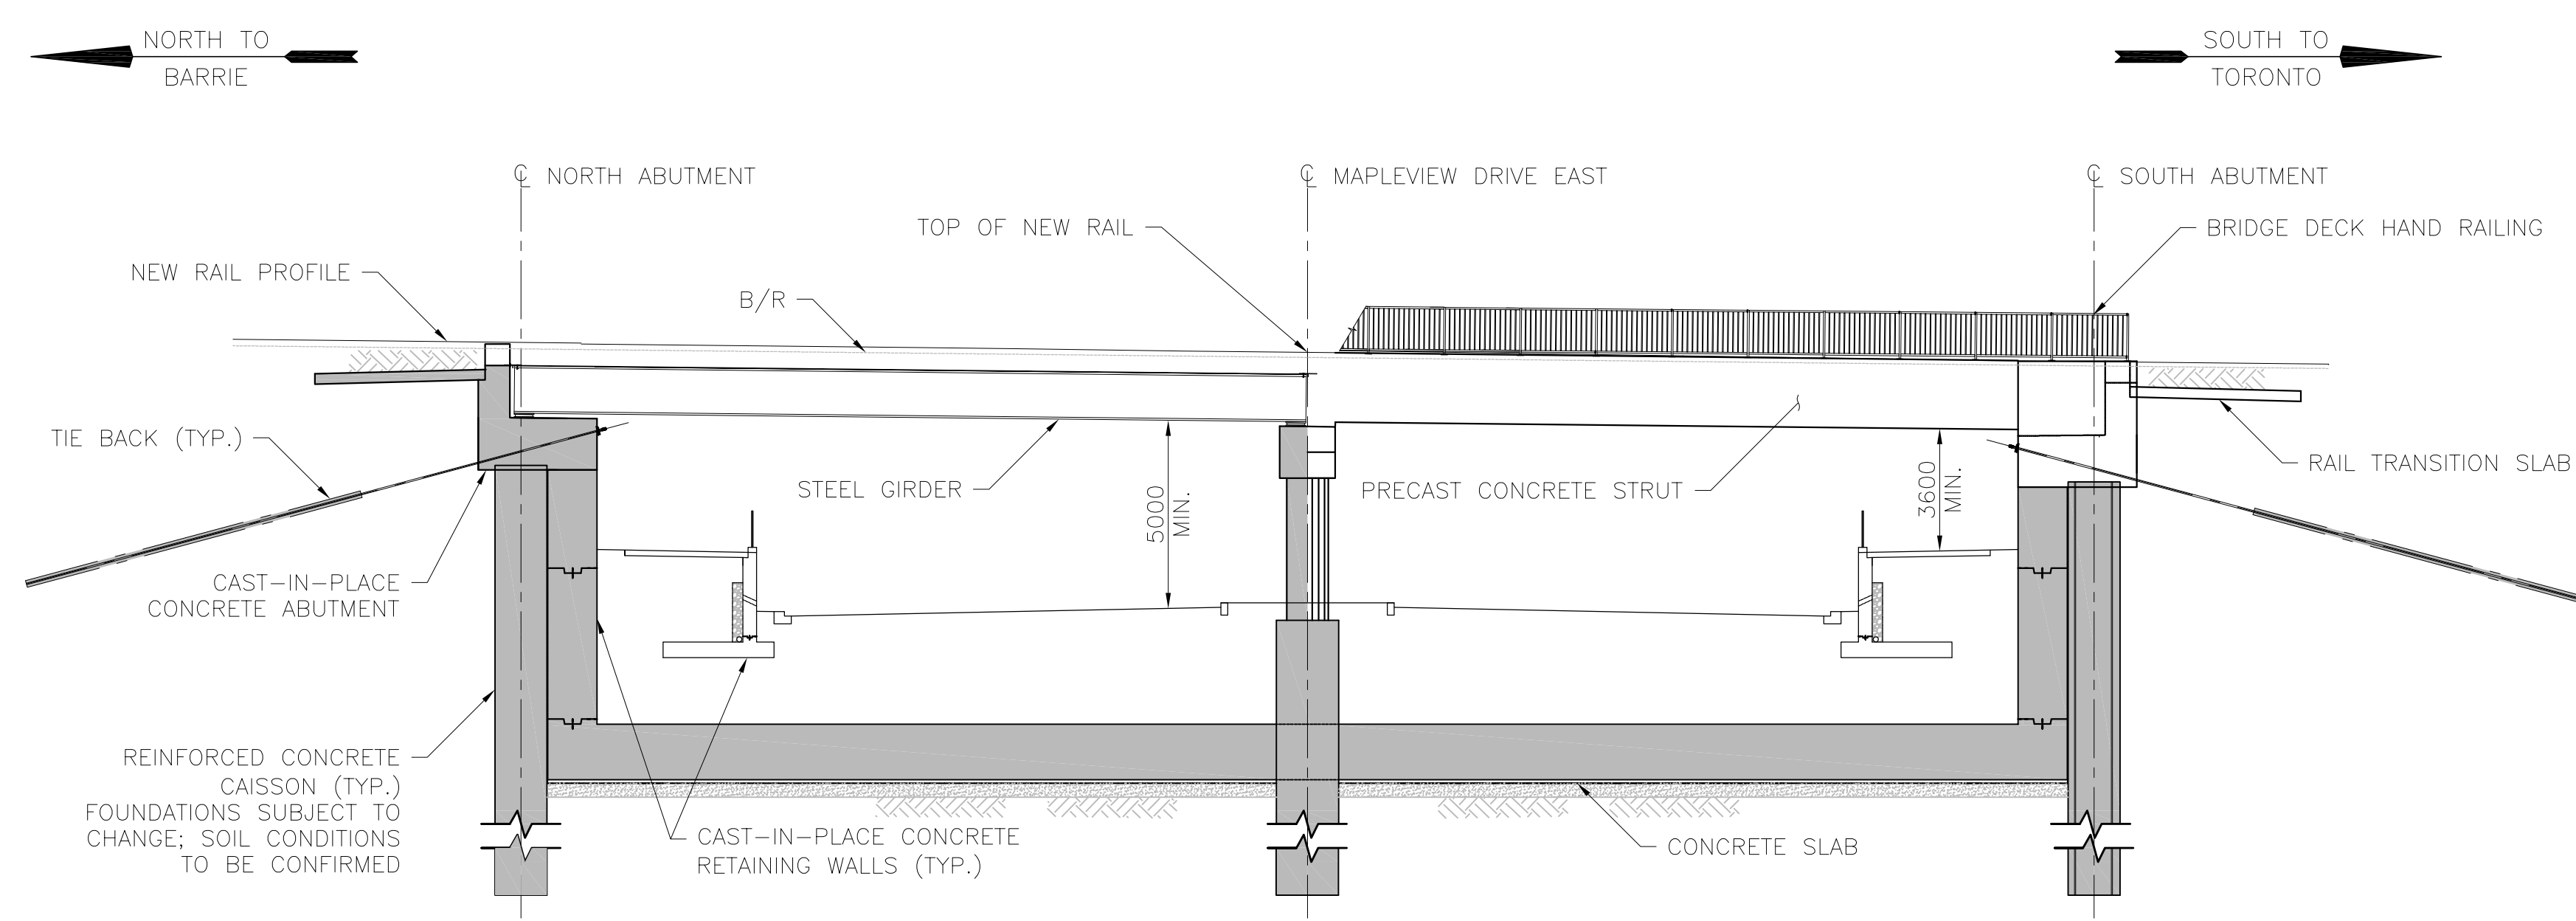 NORTH TO
BARRIE
SOUTH TO
TORONTO
℄ NORTH ABUTMENT
℄ MAPLEVIEW DRIVE EAST
℄ SOUTH ABUTMENT
TOP OF NEW RAIL
BRIDGE DECK HAND RAILING
NEW RAIL PROFILE
B/R
TIE BACK (TYP.)
STEEL GIRDER
5000
MIN.
PRECAST CONCRETE STRUT
3600
MIN.
RAIL TRANSITION SLAB
CAST-IN-PLACE
CONCRETE ABUTMENT
REINFORCED CONCRETE
CAISSON (TYP.)
FOUNDATIONS SUBJECT TO
CHANGE; SOIL CONDITIONS
TO BE CONFIRMED
CAST-IN-PLACE CONCRETE
RETAINING WALLS (TYP.)
CONCRETE SLAB